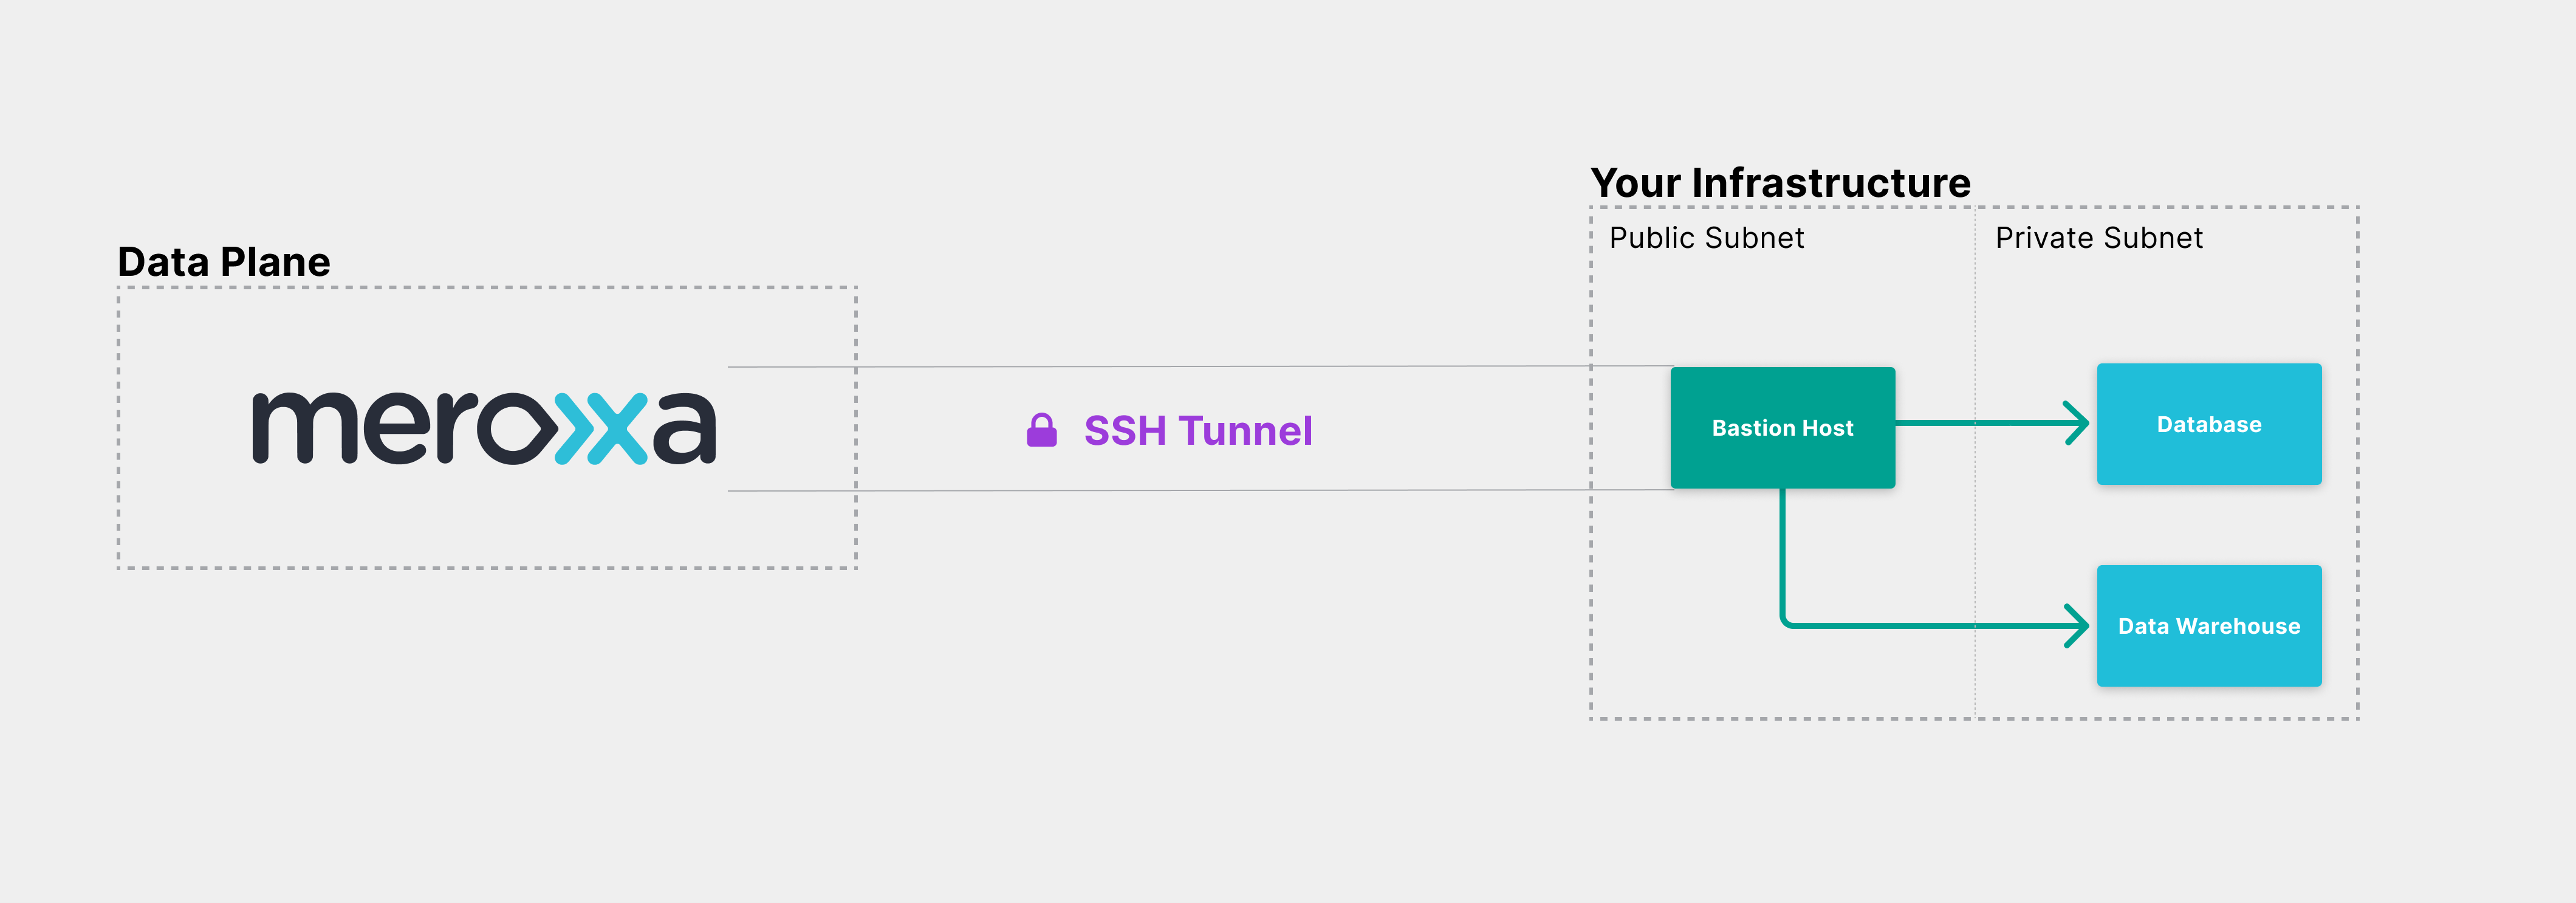 Data Plane
meroxa
SSH Tunnel
Your Infrastructure
Public Subnet
Private Subnet
Bastion Host
Database
Data Warehouse